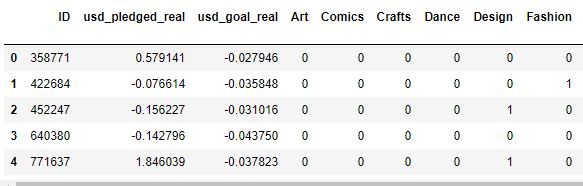 ID usd_pledged_real usd_goal_real Art Comics Crafts Dance Design Fashion
0 358771 0.579141 -0.027946 0 0 0 0 0 0
1 422684 -0.076614 -0.035848 0 0 0 0 0 1
2 452247 -0.156227 -0.031016 0 0 0 0 1 0
3 640380 -0.142796 -0.043750 0 0 0 0 0 0
4 771637 1.846039 -0.037823 0 0 0 0 1 0